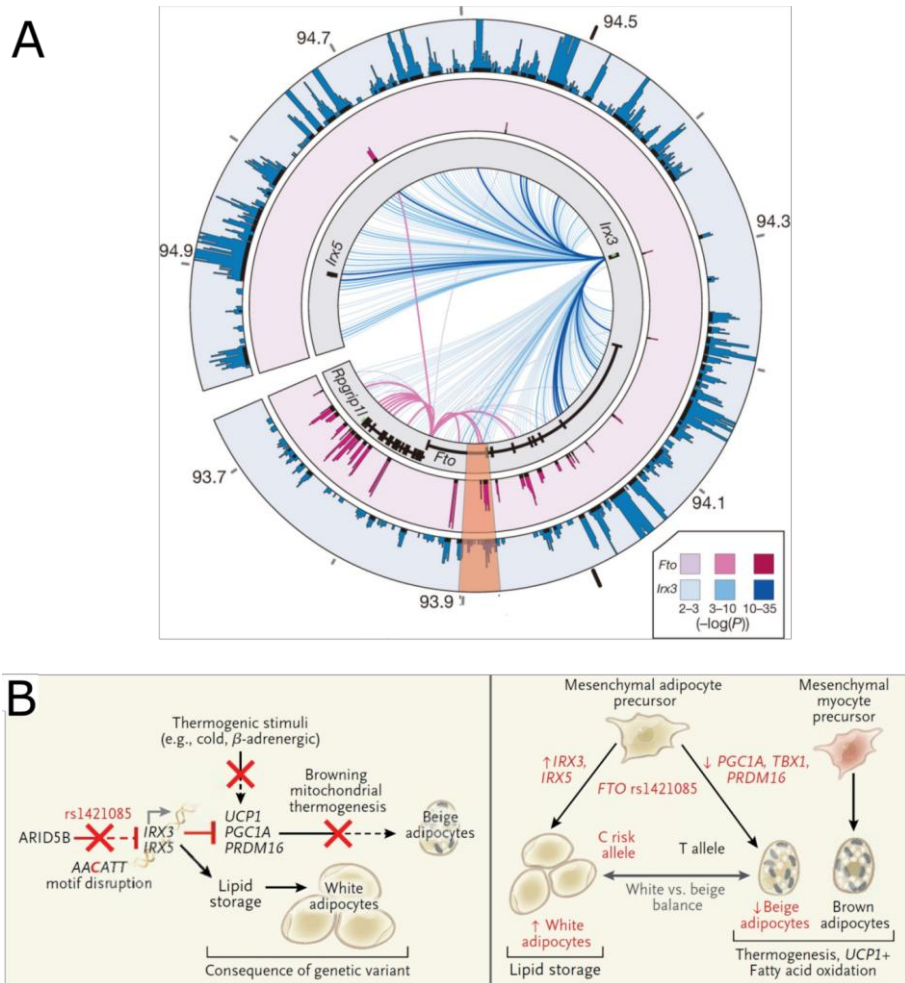 A
94.5
94.7
94.3
94.9
Irx5
Irx3
Rpgrip1l
Fto
93.7
94.1
93.9
Fto
Irx3
2–3 3–10 10–35
(–log(P))
B
Thermogenic stimuli
(e.g., cold, β-adrenergic)
Browning
mitochondrial
thermogenesis
rs1421085
ARID5B
IRX3
IRX5
UCP1
PGC1A
PRDM16
Beige
adipocytes
AACATT
motif disruption
Lipid
storage
White
adipocytes
Consequence of genetic variant
Mesenchymal adipocyte
precursor
Mesenchymal
myocyte
precursor
↑ IRX3,
IRX5
↓ PGC1A, TBX1,
PRDM16
FTO rs1421085
C risk
allele
T allele
White vs. beige
balance
↑ White
adipocytes
↓Beige
adipocytes
Brown
adipocytes
Lipid storage
Thermogenesis, UCP1+
Fatty acid oxidation